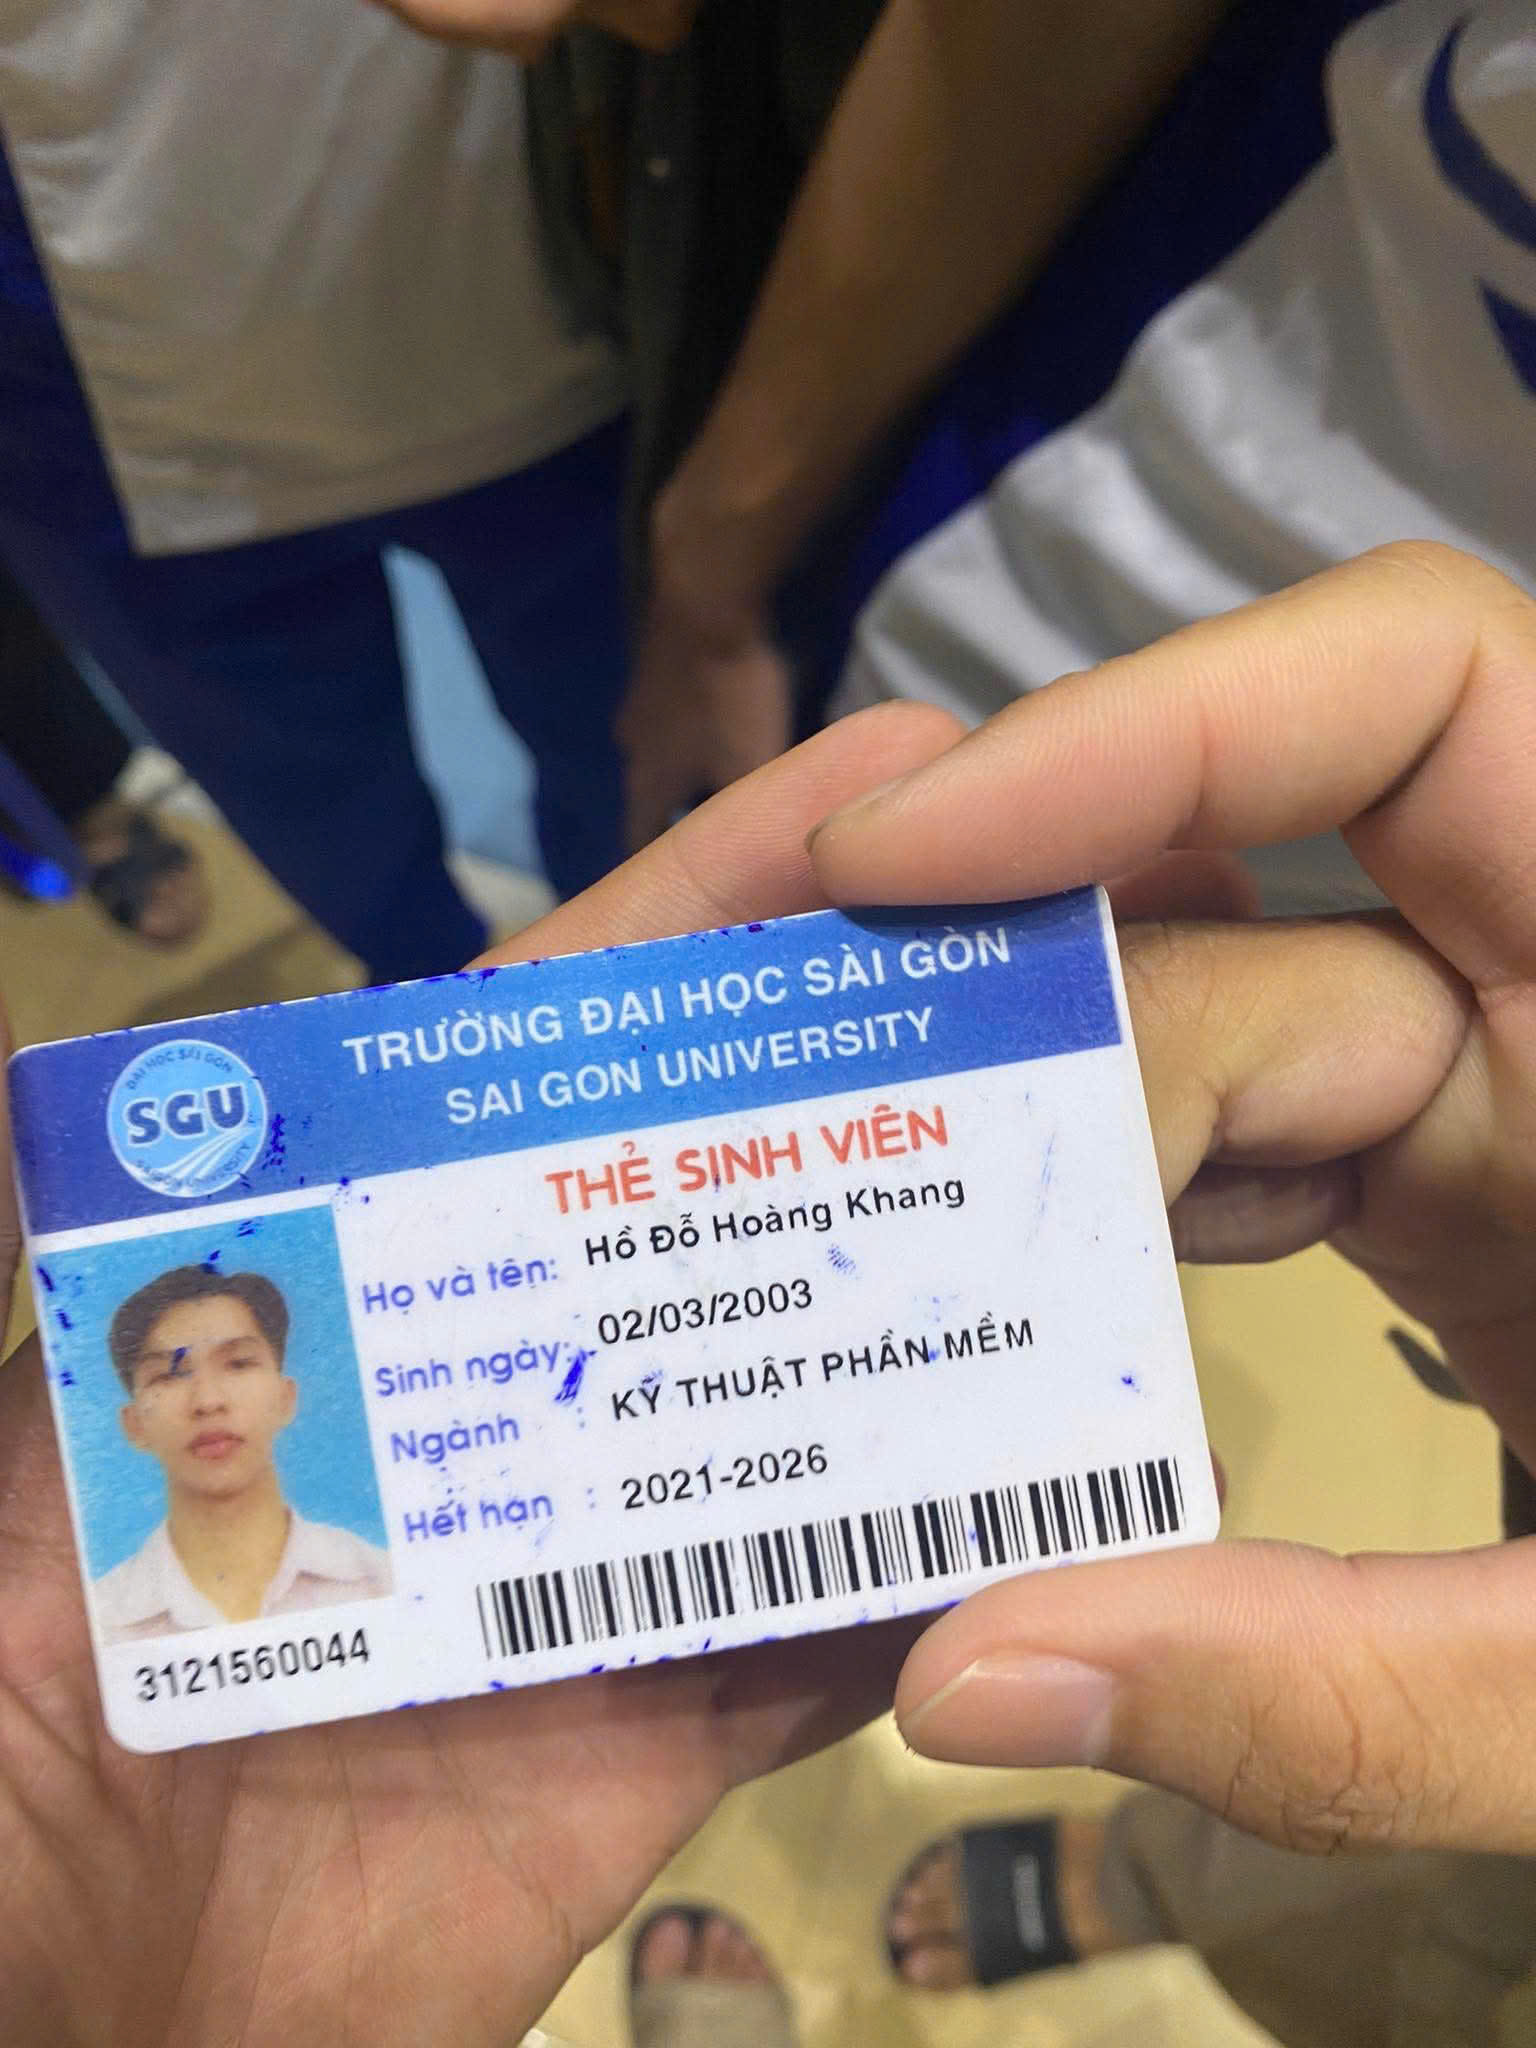 TRƯỜNG ĐẠI HỌC SÀI GÒN
SAI GON UNIVERSITY
ĐẠI HỌC SÀI GÒN
SGU
SAIGON UNIVERSITY
THẺ SINH VIÊN
Họ và tên: Hồ Đỗ Hoàng Khang
Sinh ngày: 02/03/2003
Ngành : KỸ THUẬT PHẦN MỀM
Hết hạn : 2021-2026
3121560044